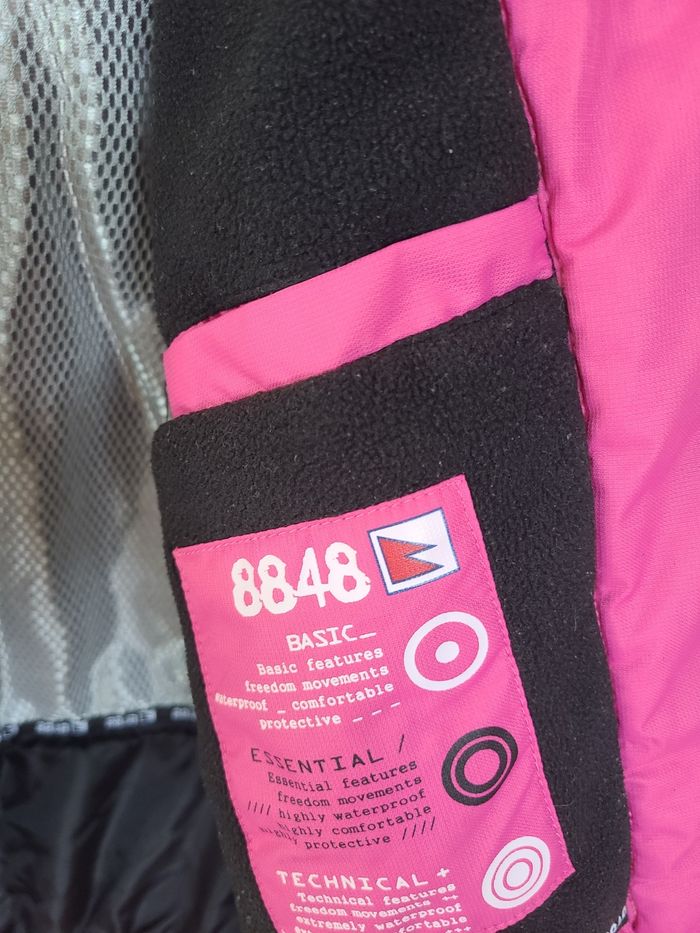 8848
BASIC_
Basic features
freedom movements
waterproof _ comfortable
protective _ _ _
ESSENTIAL /
Essential features
freedom movements
//// highly waterproof
highly comfortable
highly protective ////
TECHNICAL +
Technical features
freedom movements ++
extremely waterproof